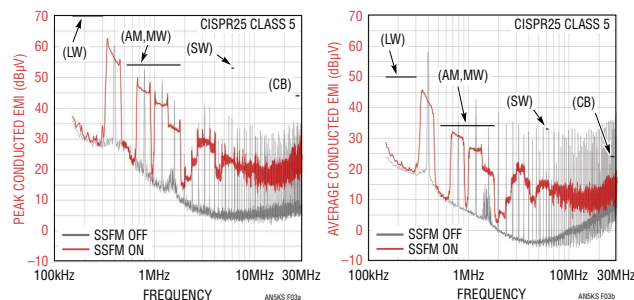 CISPR25 CLASS 5
(LW)
(AM,MW)
(SW)
(CB)
PEAK CONDUCTED EMI (dBµV)
70
60
50
40
30
20
10
0
–10
SSFM OFF
SSFM ON
100kHz
1MHz
10MHz
30MHz
FREQUENCY
AN5KS F03a
CISPR25 CLASS 5
(LW)
(AM,MW)
(SW)
(CB)
AVERAGE CONDUCTED EMI (dBµV)
70
60
50
40
30
20
10
0
–10
SSFM OFF
SSFM ON
100kHz
1MHz
10MHz
30MHz
FREQUENCY
AN5KS F03b